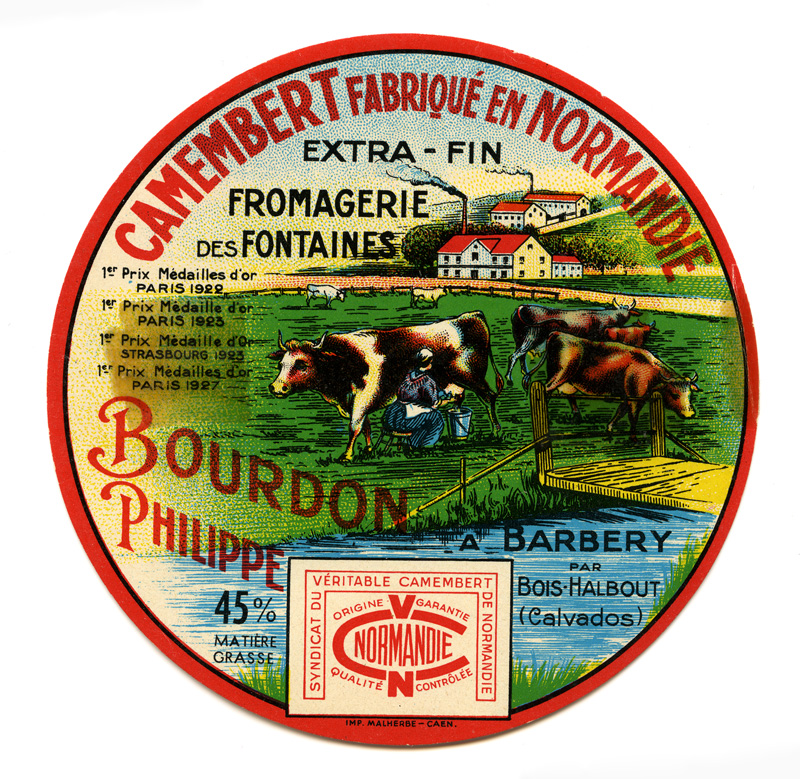 CAMEMBERT FABRIQUÉ EN NORMANDIE
EXTRA-FIN
FROMAGERIE
DES FONTAINES
1er Prix Médailles d'or
PARIS 1922
1er Prix Médaille d'or
PARIS 1923
1er Prix Médaille d'Or
STRASBOURG 1923
1er Prix Médailles d'or
PARIS 1927
BOURDON
PHILIPPE
A BARBERY
PAR
BOIS-HALBOUT
(Calvados)
45%
MATIÈRE
GRASSE
SYNDICAT DU VÉRITABLE CAMEMBERT DE NORMANDIE
ORIGINE GARANTIE
VCN
NORMANDIE
QUALITÉ CONTRÔLÉE
IMP. MALHERBE - CAEN.